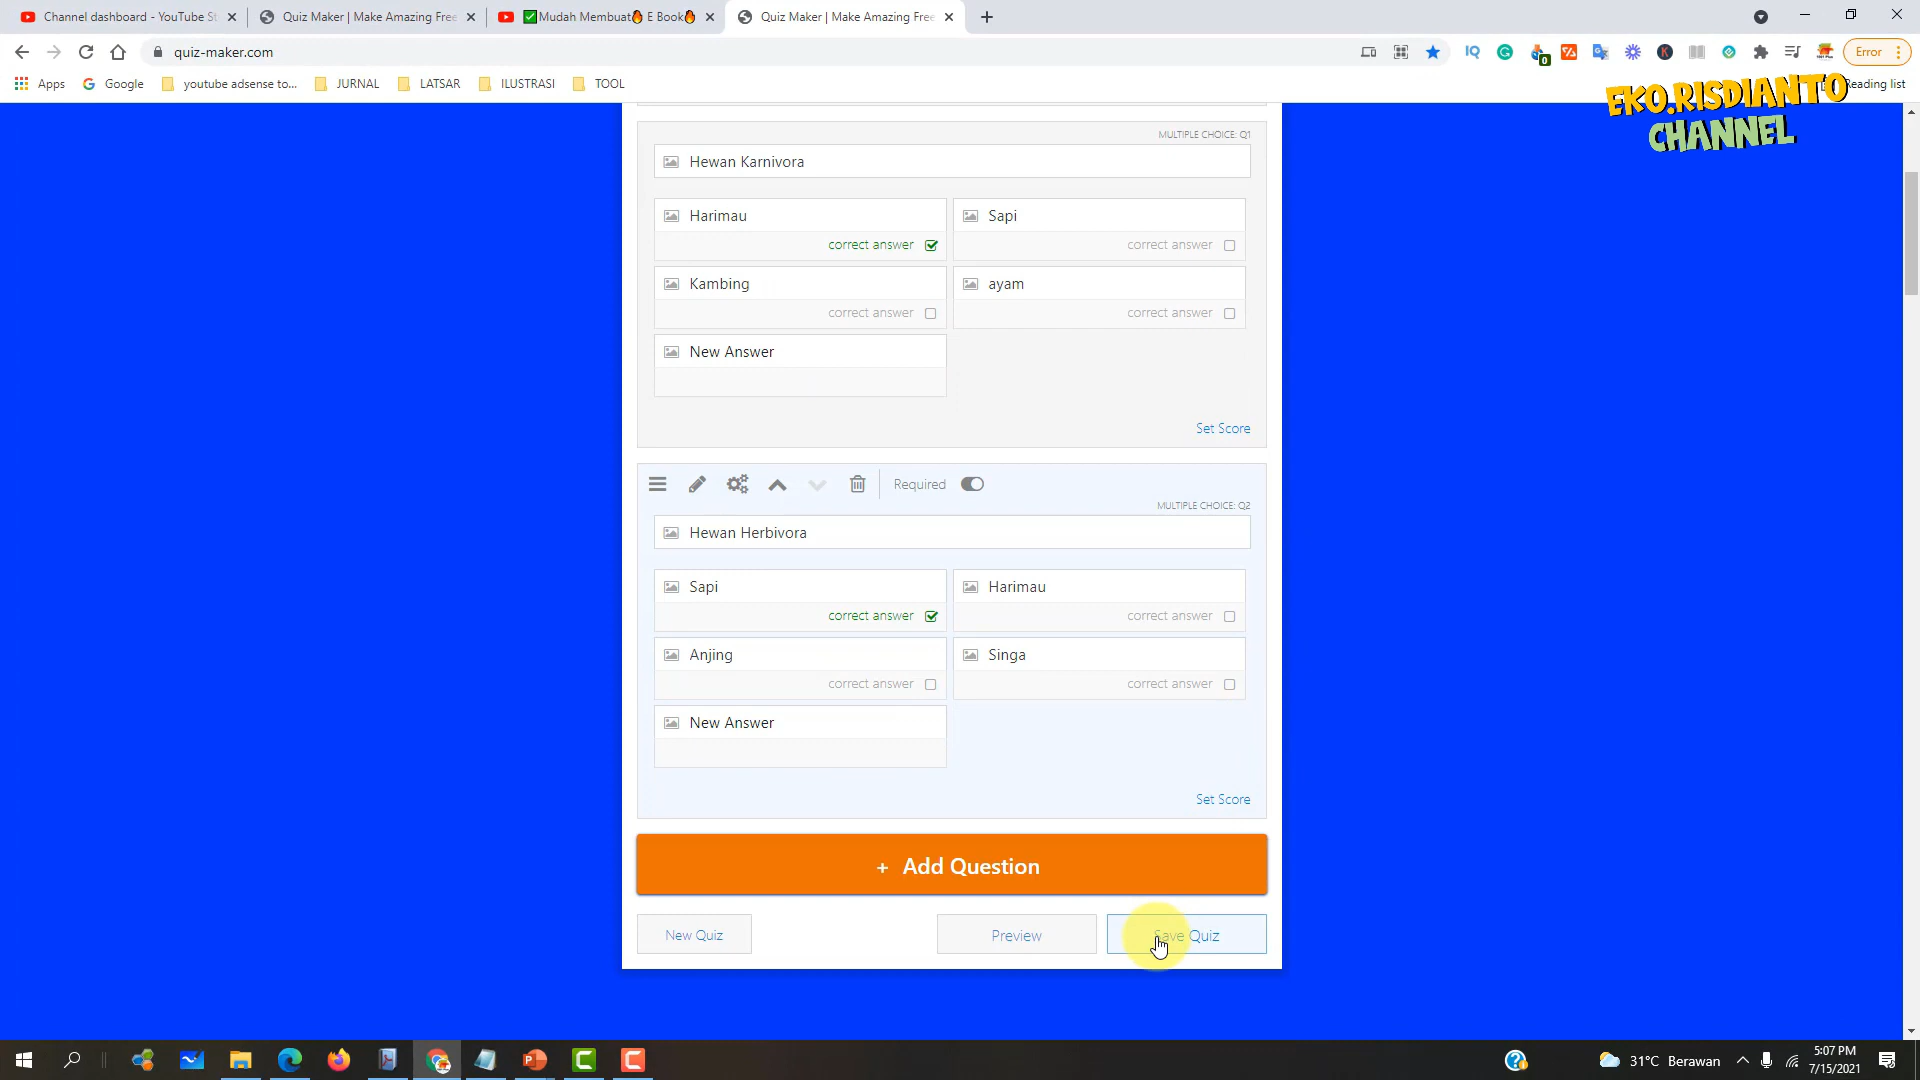 Channel dashboard - YouTube St
Quiz Maker | Make Amazing Free
✅Mudah Membuat🔥 E Book🔥
Quiz Maker | Make Amazing Free
quiz-maker.com
Error
Apps
Google
youtube adsense to...
JURNAL
LATSAR
ILUSTRASI
TOOL
Reading list
EKO.RISDIANTO
CHANNEL
MULTIPLE CHOICE: Q1
Hewan Karnivora
Harimau
Sapi
correct answer
correct answer
Kambing
ayam
correct answer
correct answer
New Answer
Set Score
Required
MULTIPLE CHOICE: Q2
Hewan Herbivora
Sapi
Harimau
correct answer
correct answer
Anjing
Singa
correct answer
correct answer
New Answer
Set Score
+ Add Question
New Quiz
Preview
Save Quiz
31°C Berawan
5:07 PM
7/15/2021